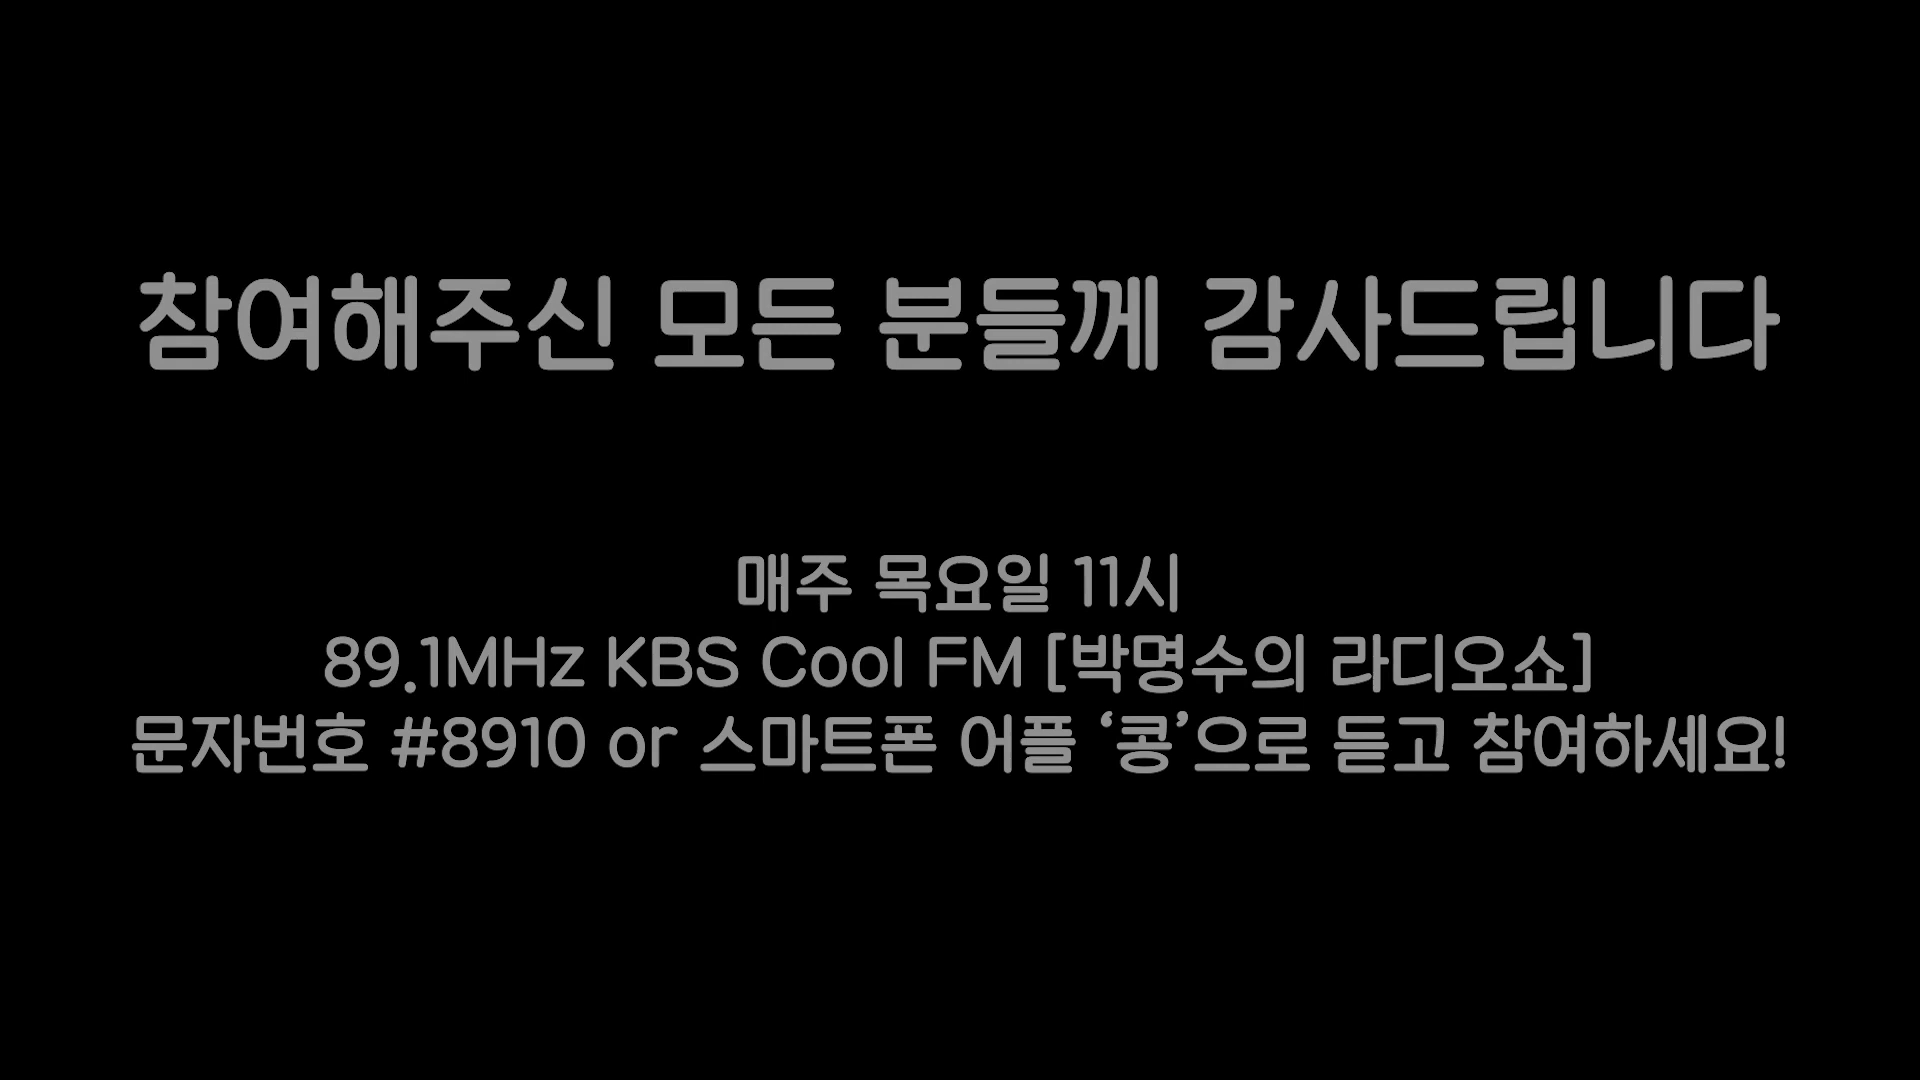 참여해주신 모든 분들께 감사드립니다
매주 목요일 11시
89.1MHz KBS Cool FM [박명수의 라디오쇼]
문자번호 #8910 or 스마트폰 어플 ‘콩’으로 듣고 참여하세요!